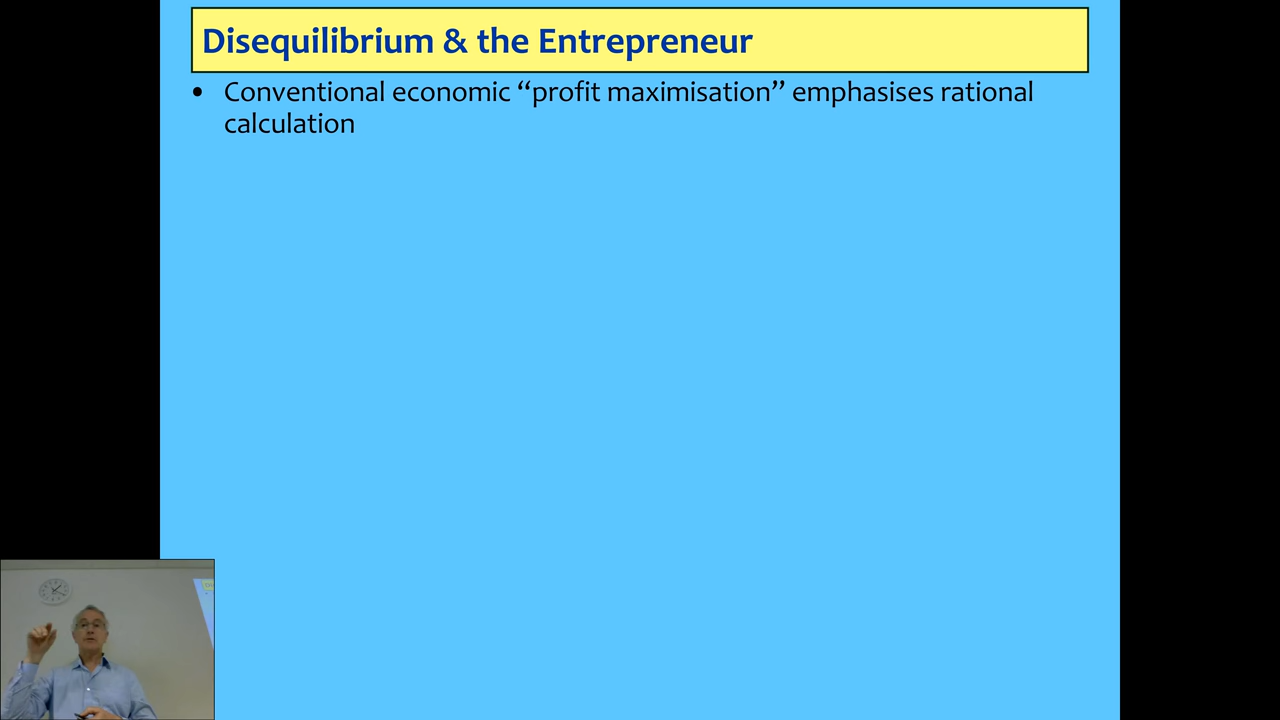 Disequilibrium & the Entrepreneur
• Conventional economic “profit maximisation” emphasises rational
calculation